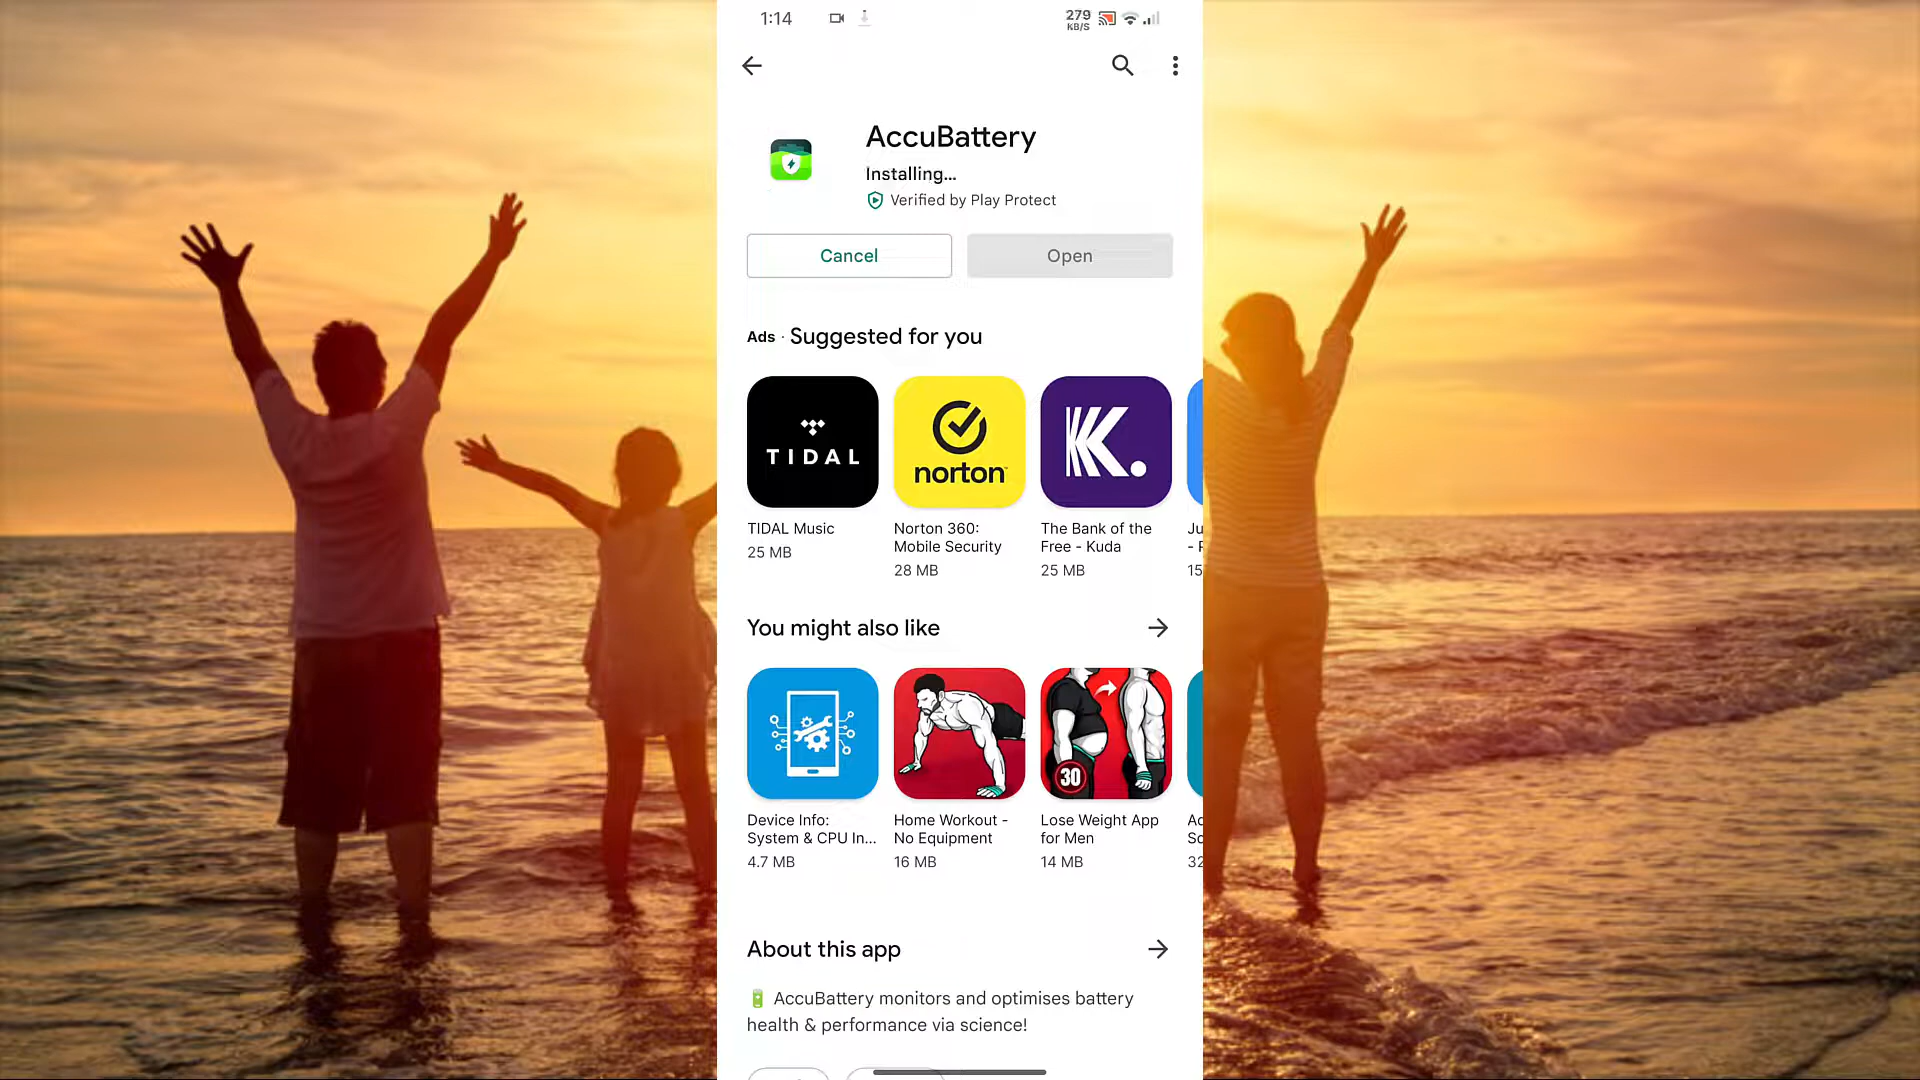 1:14
279
KB/S
AccuBattery
Installing...
Verified by Play Protect
Cancel
Open
Ads · Suggested for you
TIDAL
norton
K.
TIDAL Music
25 MB
Norton 360:
Mobile Security
28 MB
The Bank of the
Free - Kuda
25 MB
Ju
15
You might also like
30
Device Info:
System & CPU In...
4.7 MB
Home Workout -
No Equipment
16 MB
Lose Weight App
for Men
14 MB
32
About this app
AccuBattery monitors and optimises battery
health & performance via science!